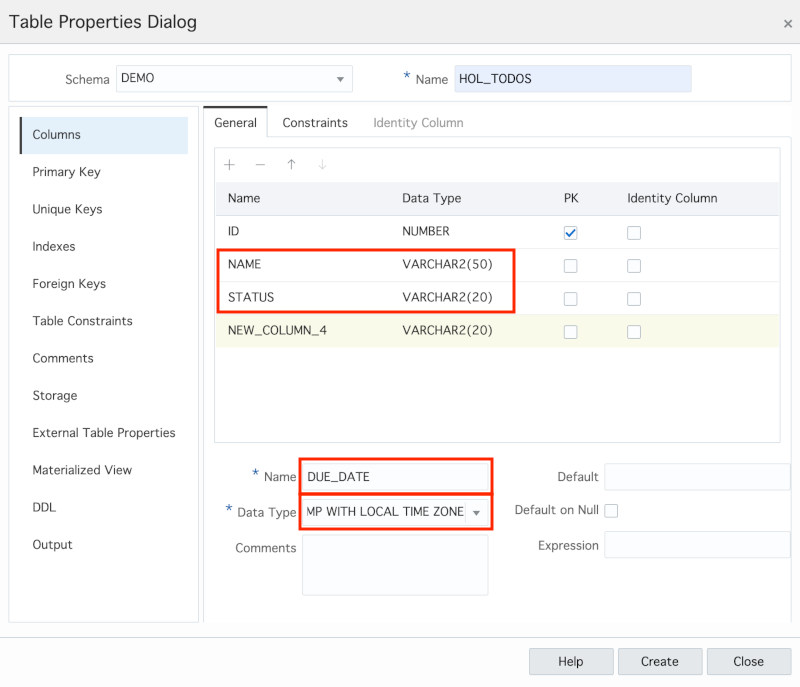 Table Properties Dialog ×
Schema DEMO * Name HOL_TODOS
Columns
Primary Key
Unique Keys
Indexes
Foreign Keys
Table Constraints
Comments
Storage
External Table Properties
Materialized View
DDL
Output
General Constraints Identity Column
Name Data Type PK Identity Column
ID NUMBER
NAME VARCHAR2(50)
STATUS VARCHAR2(20)
NEW_COLUMN_4 VARCHAR2(20)
* Name DUE_DATE Default
* Data Type MP WITH LOCAL TIME ZONE Default on Null
Comments Expression
Help Create Close